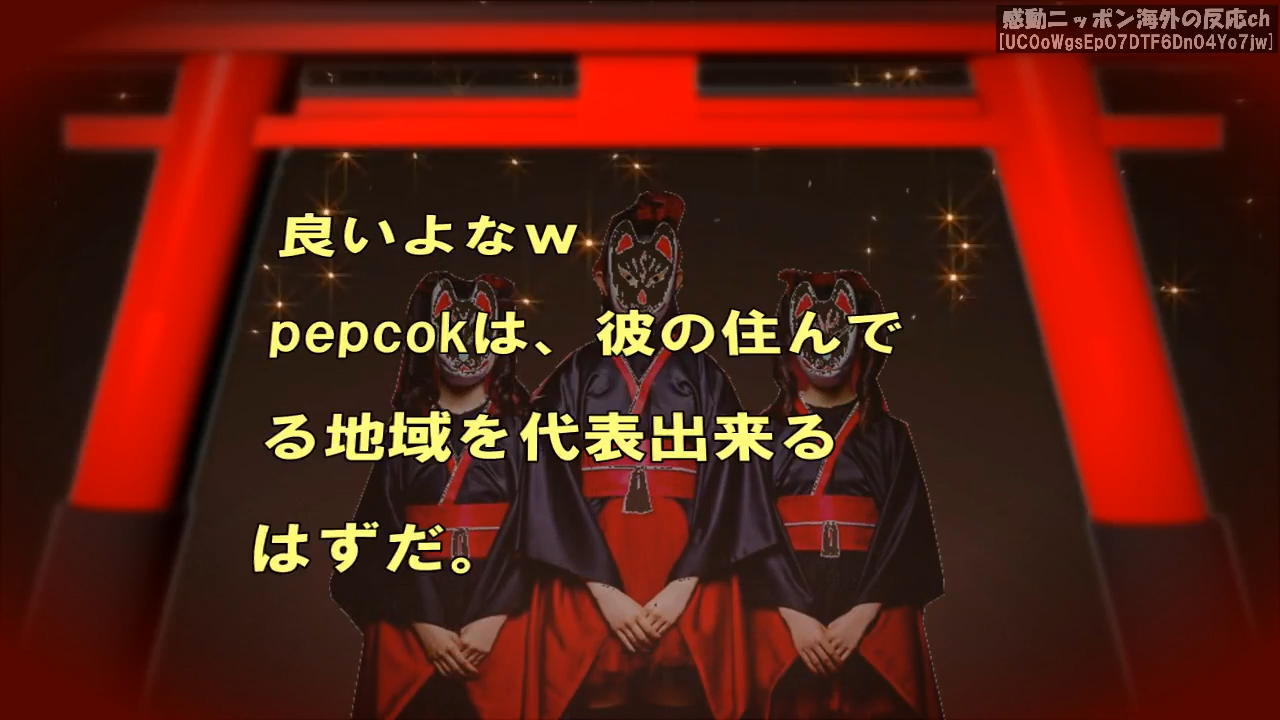 感動ニッポン海外の反応ch
[UCOoWgsEpO7DTF6DnO4Yo7jw]
良いよなｗ
pepcokは、彼の住んで
る地域を代表出来る
はずだ。